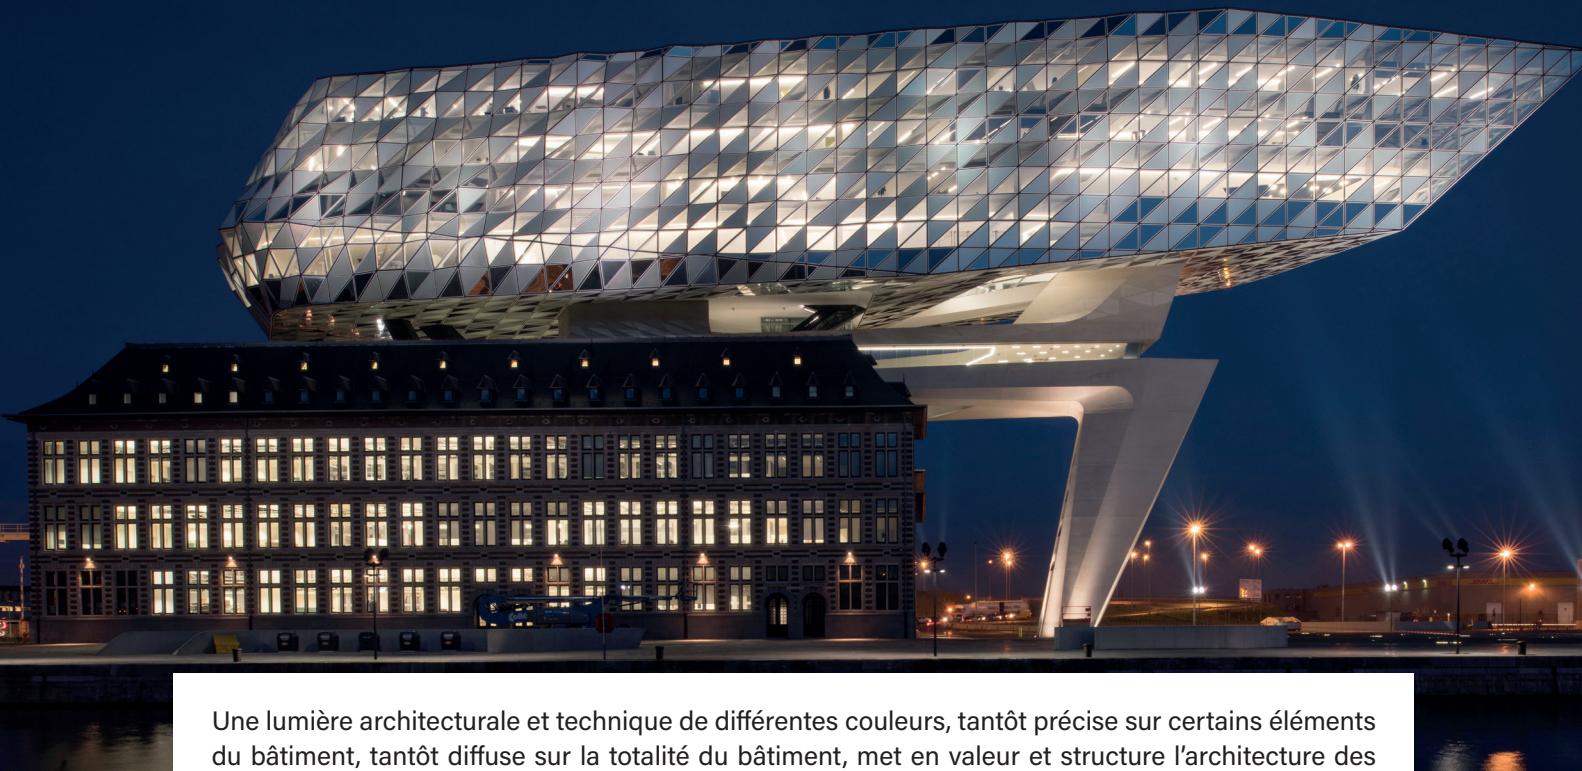 Une lumière architecturale et technique de différentes couleurs, tantôt précise sur certains éléments
du bâtiment, tantôt diffuse sur la totalité du bâtiment, met en valeur et structure l’architecture des